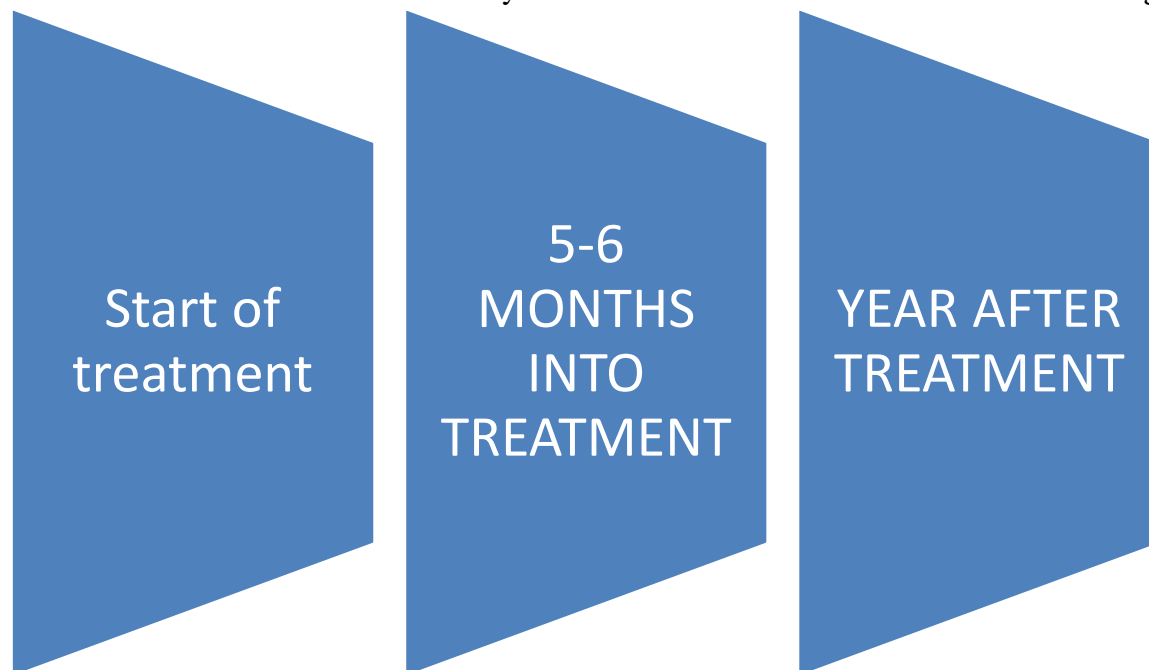 Start of
treatment
5-6
MONTHS
INTO
TREATMENT
YEAR AFTER
TREATMENT